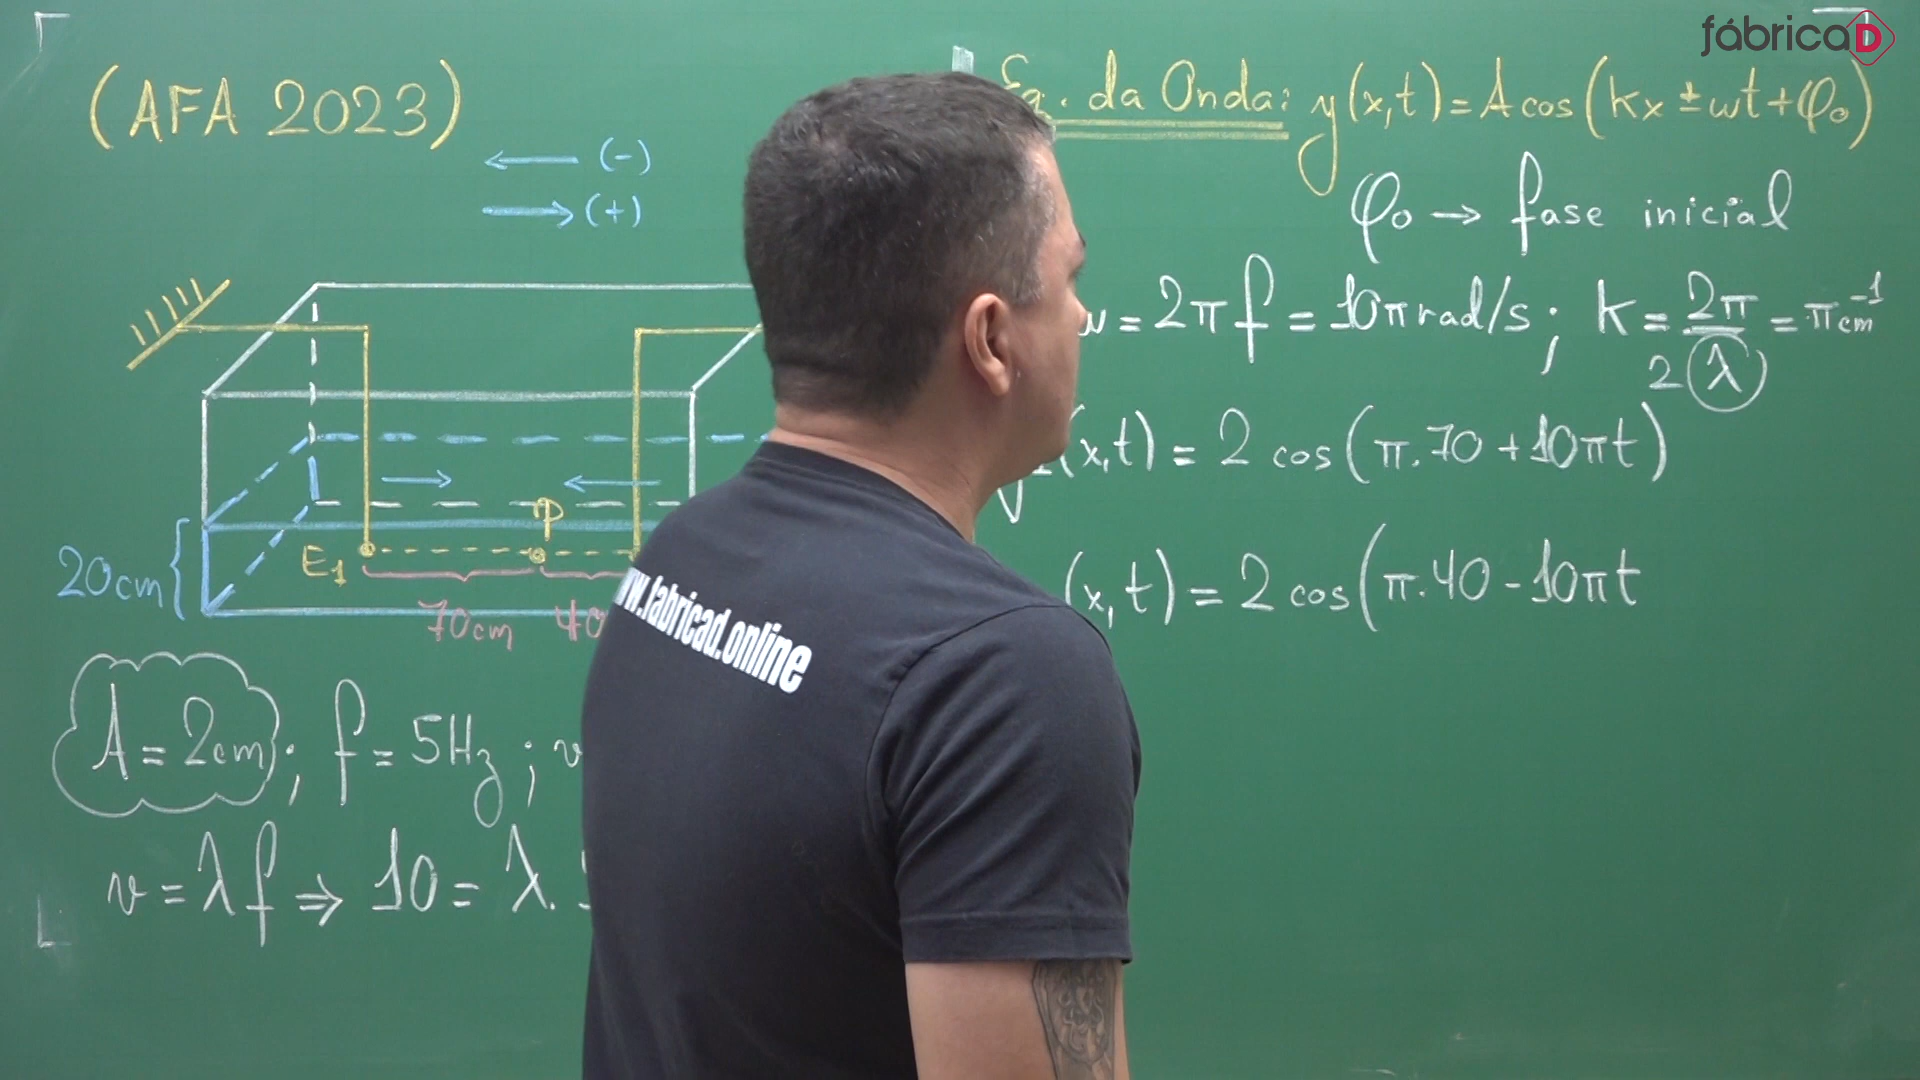 fábricaD
(AFA 2023)
← (-)
→ (+)
20cm
E1
P
70cm
40
A = 2cm; f = 5Hz; v
v = λf ⇒ 10 = λ.
www.fabricad.online
Eq. da Onda: y(x,t) = A cos(kx ± ωt + φ0)
φ0 → fase inicial
ω = 2πf = 10π rad/s; k = 2π/λ = π cm⁻¹
2
(x,t) = 2 cos(π.70 + 10πt)
(x,t) = 2 cos(π.40 - 10πt